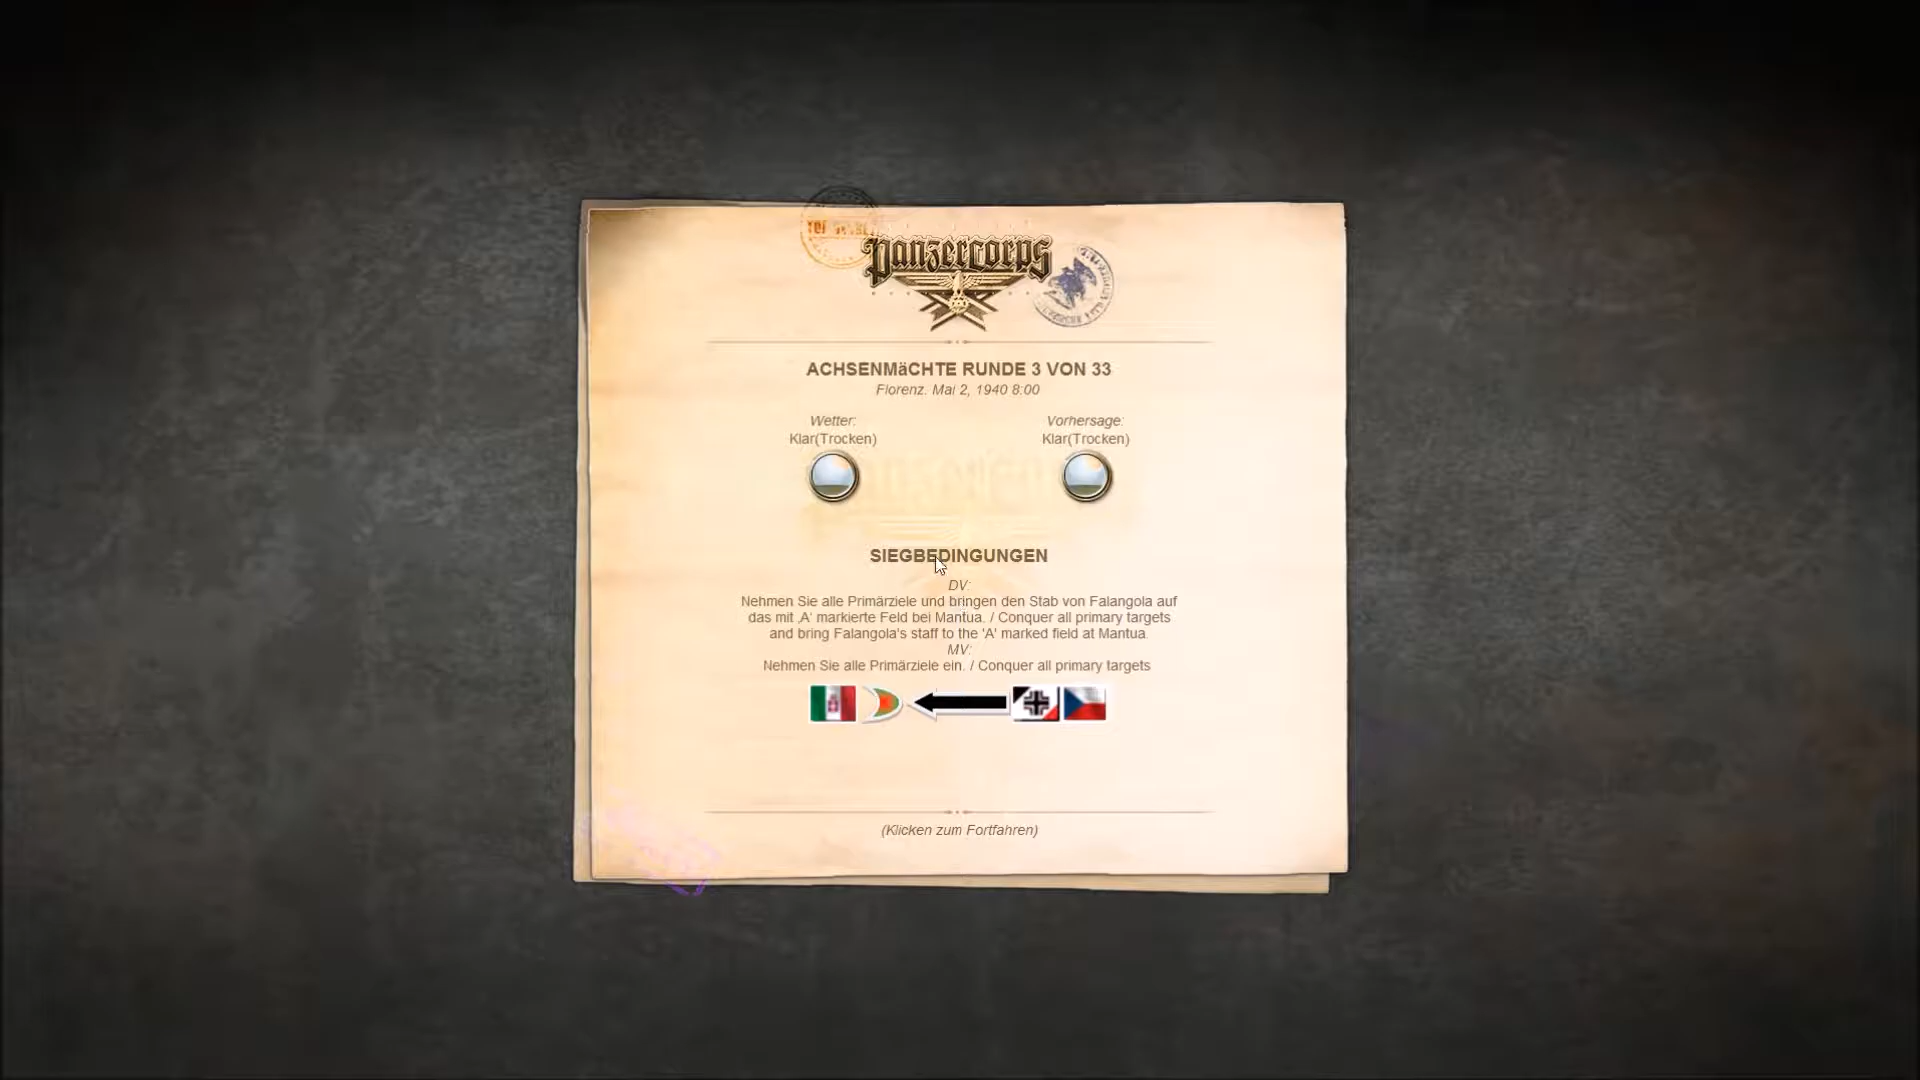 Panzercorps
ACHSENMäCHTE RUNDE 3 VON 33
Florenz. Mai 2, 1940 8:00
Wetter: Vorhersage:
Klar(Trocken) Klar(Trocken)
SIEGBEDINGUNGEN
DV:
Nehmen Sie alle Primärziele und bringen den Stab von Falangola auf
das mit ‚A' markierte Feld bei Mantua. / Conquer all primary targets
and bring Falangola's staff to the 'A' marked field at Mantua.
MV:
Nehmen Sie alle Primärziele ein. / Conquer all primary targets
(Klicken zum Fortfahren)